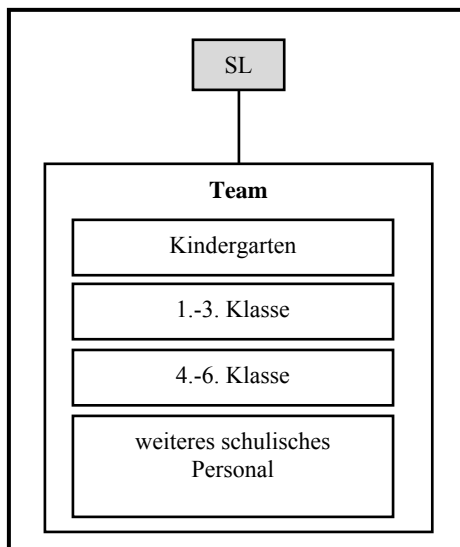 SL
Team
Kindergarten
1.-3. Klasse
4.-6. Klasse
weiteres schulisches
Personal